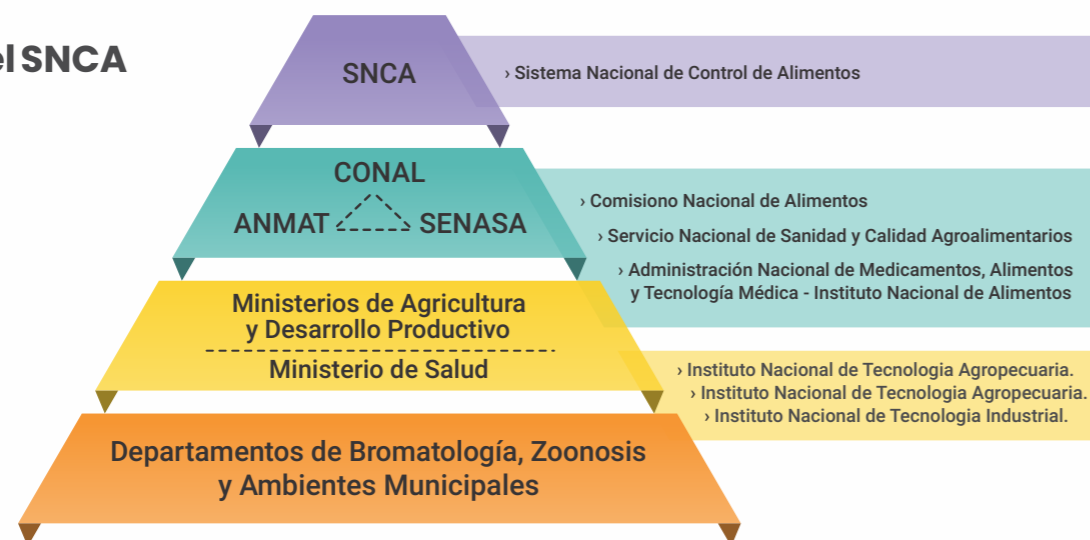 el SNCA
SNCA
› Sistema Nacional de Control de Alimentos
CONAL
ANMAT
SENASA
› Comisiono Nacional de Alimentos
› Servicio Nacional de Sanidad y Calidad Agroalimentarios
› Administración Nacional de Medicamentos, Alimentos
y Tecnología Médica - Instituto Nacional de Alimentos
Ministerios de Agricultura
y Desarrollo Productivo
Ministerio de Salud
› Instituto Nacional de Tecnologia Agropecuaria.
› Instituto Nacional de Tecnologia Agropecuaria.
› Instituto Nacional de Tecnologia Industrial.
Departamentos de Bromatología, Zoonosis
y Ambientes Municipales